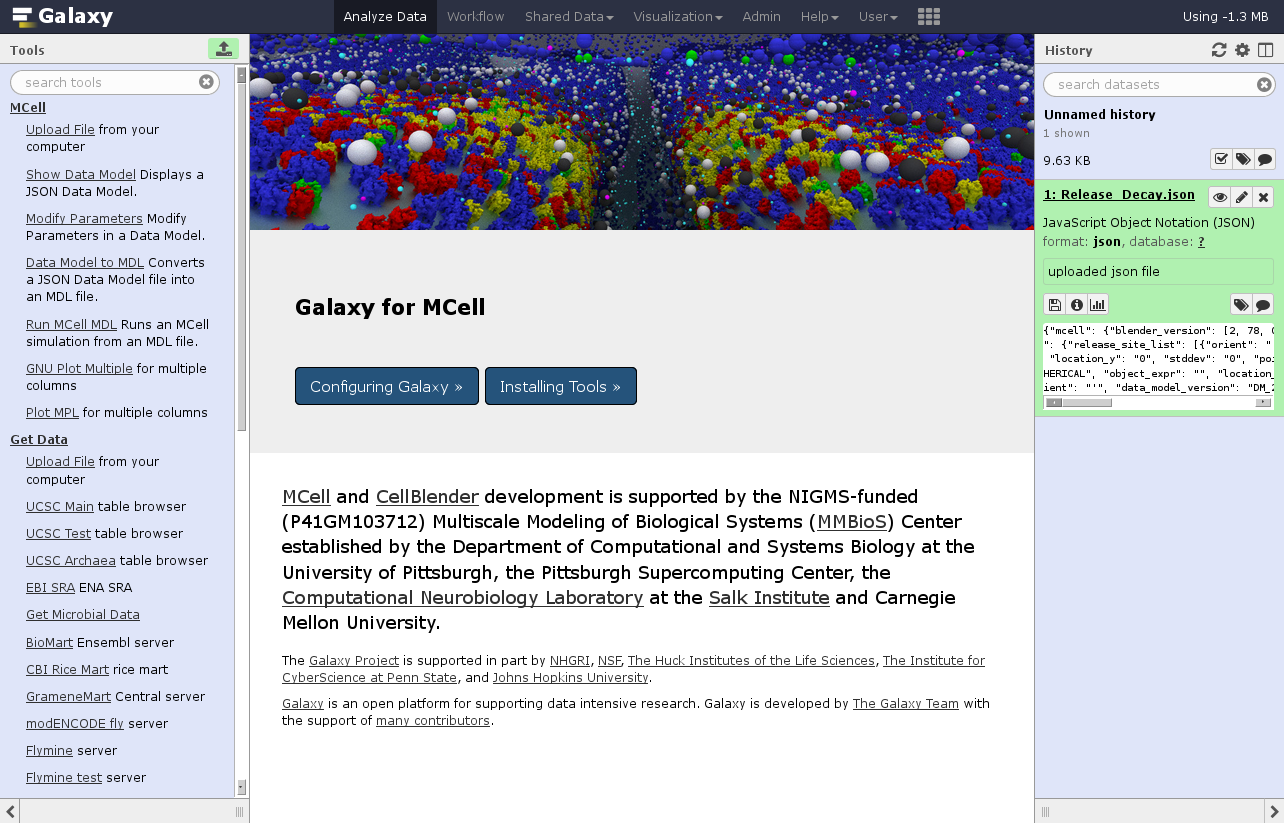 Galaxy
Analyze Data
Workflow
Shared Data
Visualization
Admin
Help
User
Using -1.3 MB
Tools
search tools
MCell
Upload File from your
computer
Show Data Model Displays a
JSON Data Model.
Modify Parameters Modify
Parameters in a Data Model.
Data Model to MDL Converts
a JSON Data Model file into
an MDL file.
Run MCell MDL Runs an MCell
simulation from an MDL file.
GNU Plot Multiple for multiple
columns
Plot MPL for multiple columns
Get Data
Upload File from your
computer
UCSC Main table browser
UCSC Test table browser
UCSC Archaea table browser
EBI SRA ENA SRA
Get Microbial Data
BioMart Ensembl server
CBI Rice Mart rice mart
GrameneMart Central server
modENCODE fly server
Flymine server
Flymine test server
Galaxy for MCell
Configuring Galaxy »
Installing Tools »
MCell and CellBlender development is supported by the NIGMS-funded
(P41GM103712) Multiscale Modeling of Biological Systems (MMBioS) Center
established by the Department of Computational and Systems Biology at the
University of Pittsburgh, the Pittsburgh Supercomputing Center, the
Computational Neurobiology Laboratory at the Salk Institute and Carnegie
Mellon University.
The Galaxy Project is supported in part by NHGRI, NSF, The Huck Institutes of the Life Sciences, The Institute for
CyberScience at Penn State, and Johns Hopkins University.
Galaxy is an open platform for supporting data intensive research. Galaxy is developed by The Galaxy Team with
the support of many contributors.
History
search datasets
Unnamed history
1 shown
9.63 KB
1: Release_Decay.json
JavaScript Object Notation (JSON)
format: json, database: ?
uploaded json file
{"mcell": {"blender_version": [2, 78,
": {"release_site_list": [{"orient": "
"location_y": "0", "stddev": "0", "poi
HERICAL", "object_expr": "", "location_
ient": "'", "data_model_version": "DM_2